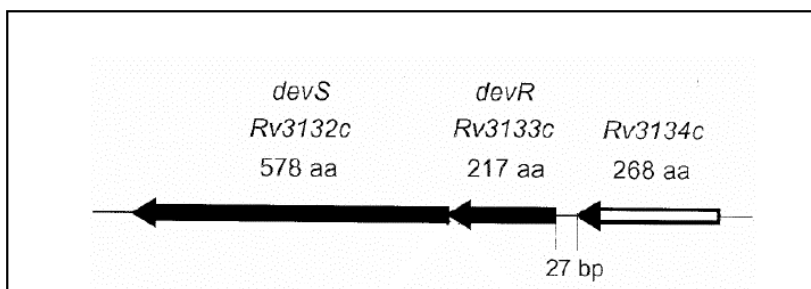 devS devR
Rv3132c Rv3133c Rv3134c
578 aa 217 aa 268 aa
27 bp